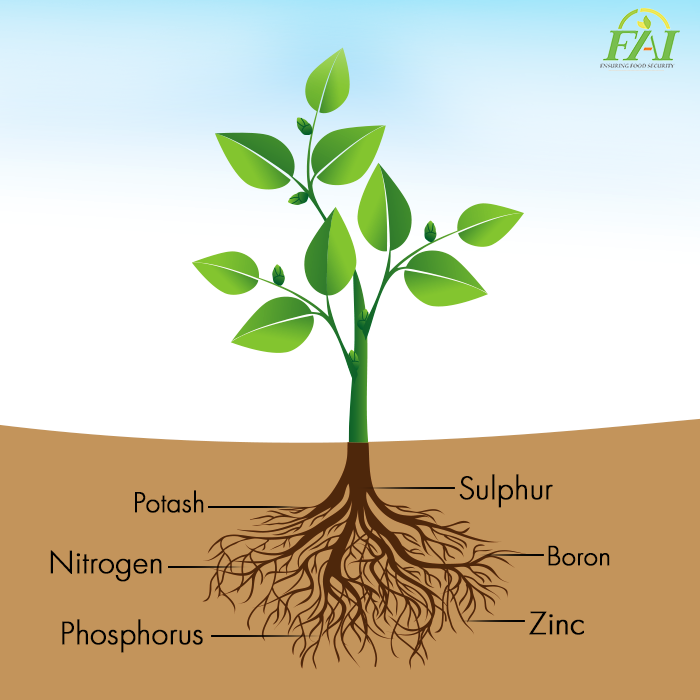 FAI
ENSURING FOOD SECURITY
Potash
Sulphur
Nitrogen
Boron
Phosphorus
Zinc